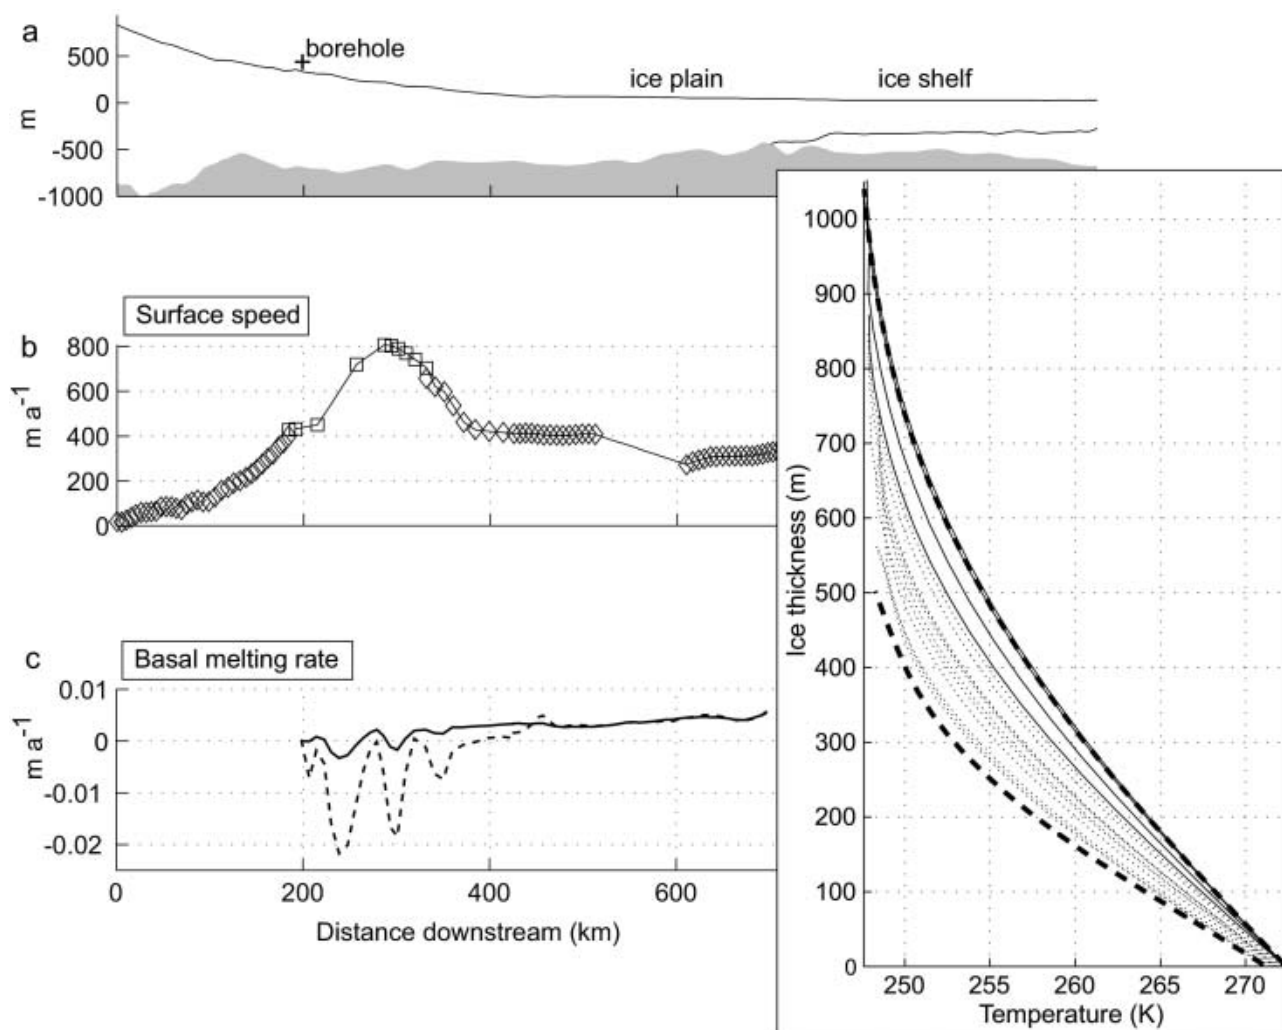 a
borehole
500
ice plain
ice shelf
0
m
-500
-1000
Surface speed
b
800
600
m a-1
400
200
0
c
Basal melting rate
0.01
0
m a-1
-0.01
-0.02
0
200
400
600
Distance downstream (km)
1000
900
800
700
600
500
400
300
200
100
0
Ice thickness (m)
250
255
260
265
270
Temperature (K)